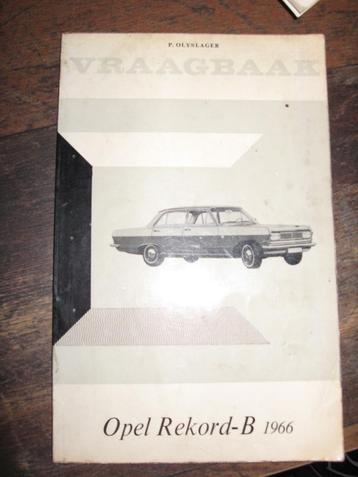 P. OLYSLAGER
VRAAGBAAK
Opel Rekord-B 1966